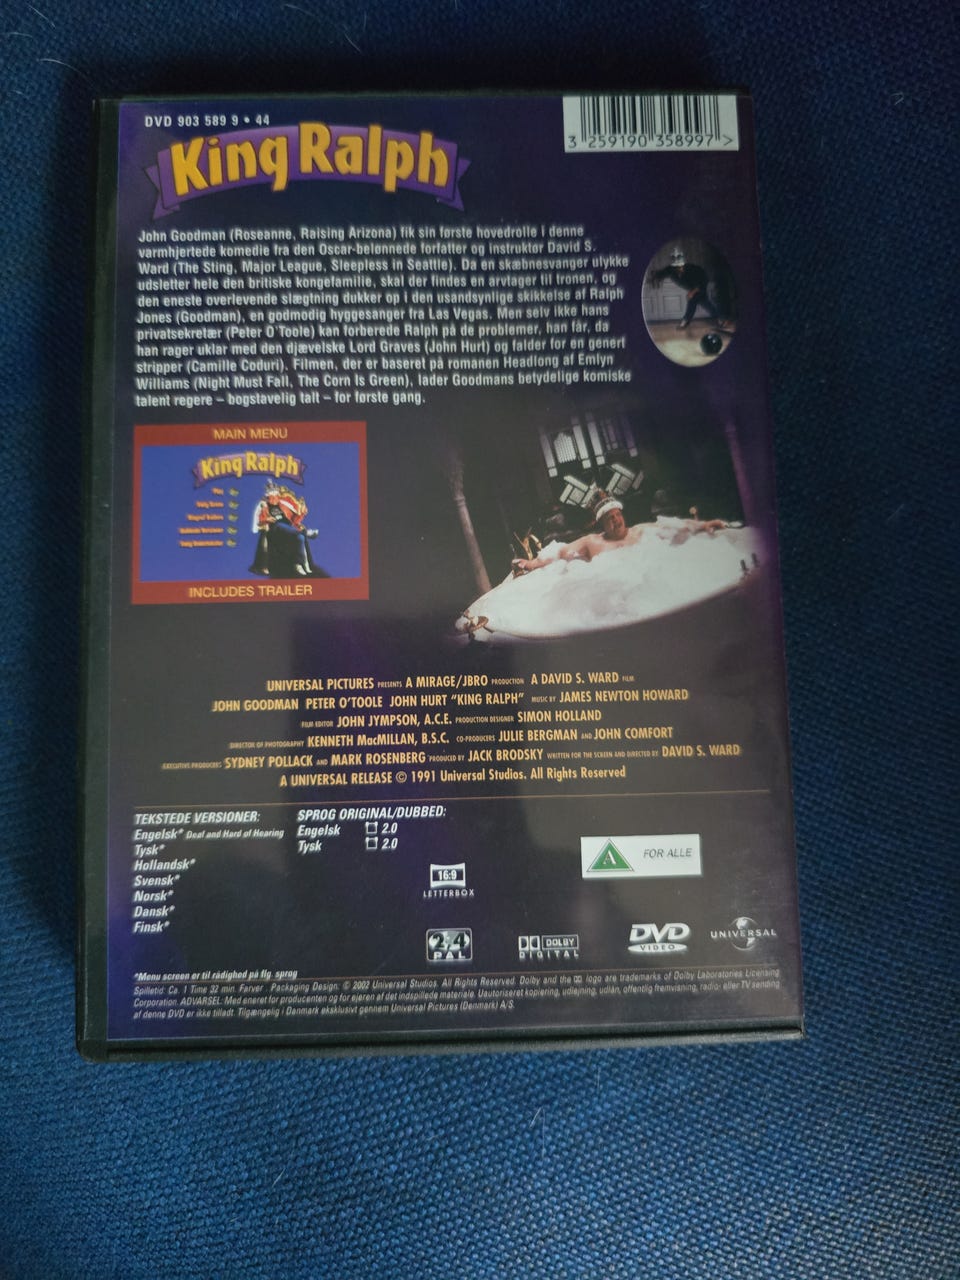 DVD 903 589 9 • 44
3 259190 358997 >
King Ralph
John Goodman (Roseanne, Raising Arizona) fik sin første hovedrolle i denne
varmhjertede komedie fra den Oscar-belønnede forfatter og instruktør David S.
Ward (The Sting, Major League, Sleepless in Seattle). Da en skæbnesvanger ulykke
udsletter hele den britiske kongefamilie, skal der findes en arvtager til tronen, og
den eneste overlevende slægtning dukker op i den usandsynlige skikkelse af Ralph
Jones (Goodman), en godmodig hyggesanger fra Las Vegas. Men selv ikke hans
privatsekretær (Peter O'Toole) kan forberede Ralph på de problemer, han får, da
han rager uklar med den djævelske Lord Graves (John Hurt) og falder for en genert
stripper (Camille Coduri). Filmen, der er baseret på romanen Headlong af Emlyn
Williams (Night Must Fall, The Corn Is Green), lader Goodmans betydelige komiske
talent regere – bogstavelig talt – for første gang.
MAIN MENU
King Ralph
Play
INCLUDES TRAILER
UNIVERSAL PICTURES PRESENTS A MIRAGE/JBRO PRODUCTION A DAVID S. WARD FILM
JOHN GOODMAN PETER O'TOOLE JOHN HURT "KING RALPH" MUSIC BY JAMES NEWTON HOWARD
FILM EDITOR JOHN JYMPSON, A.C.E. PRODUCTION DESIGNER SIMON HOLLAND
DIRECTOR OF PHOTOGRAPHY KENNETH MacMILLAN, B.S.C. CO-PRODUCERS JULIE BERGMAN AND JOHN COMFORT
EXECUTIVE PRODUCERS SYDNEY POLLACK AND MARK ROSENBERG PRODUCED BY JACK BRODSKY WRITTEN FOR THE SCREEN AND DIRECTED BY DAVID S. WARD
A UNIVERSAL RELEASE © 1991 Universal Studios. All Rights Reserved
TEKSTEDE VERSIONER:
Engelsk* Deaf and Hard of Hearing
Tysk*
Hollandsk*
Svensk*
Norsk*
Dansk*
Finsk*
SPROG ORIGINAL/DUBBED:
Engelsk 2.0
Tysk 2.0
16:9
LETTERBOX
A FOR ALLE
2,4
PAL
DOLBY
DIGITAL
DVD
VIDEO
UNIVERSAL
*Menu screen er til rådighed på flg. sprog
Spilletid: Ca. 1 Time 32 min. Farver . Packaging Design: © 2002 Universal Studios. All Rights Reserved. Dolby and the DD logo are trademarks of Dolby Laboratories Licensing
Corporation. ADVARSEL: Med eneret for producenten og for ejeren af det indspillede materiale. Uautoriseret kopiering, udlejning, udlån, offentlig fremvisning, radio- eller TV sending
af denne DVD er ikke tilladt. Tilgængelig i Danmark eksklusivt gennem Universal Pictures (Denmark) A/S.